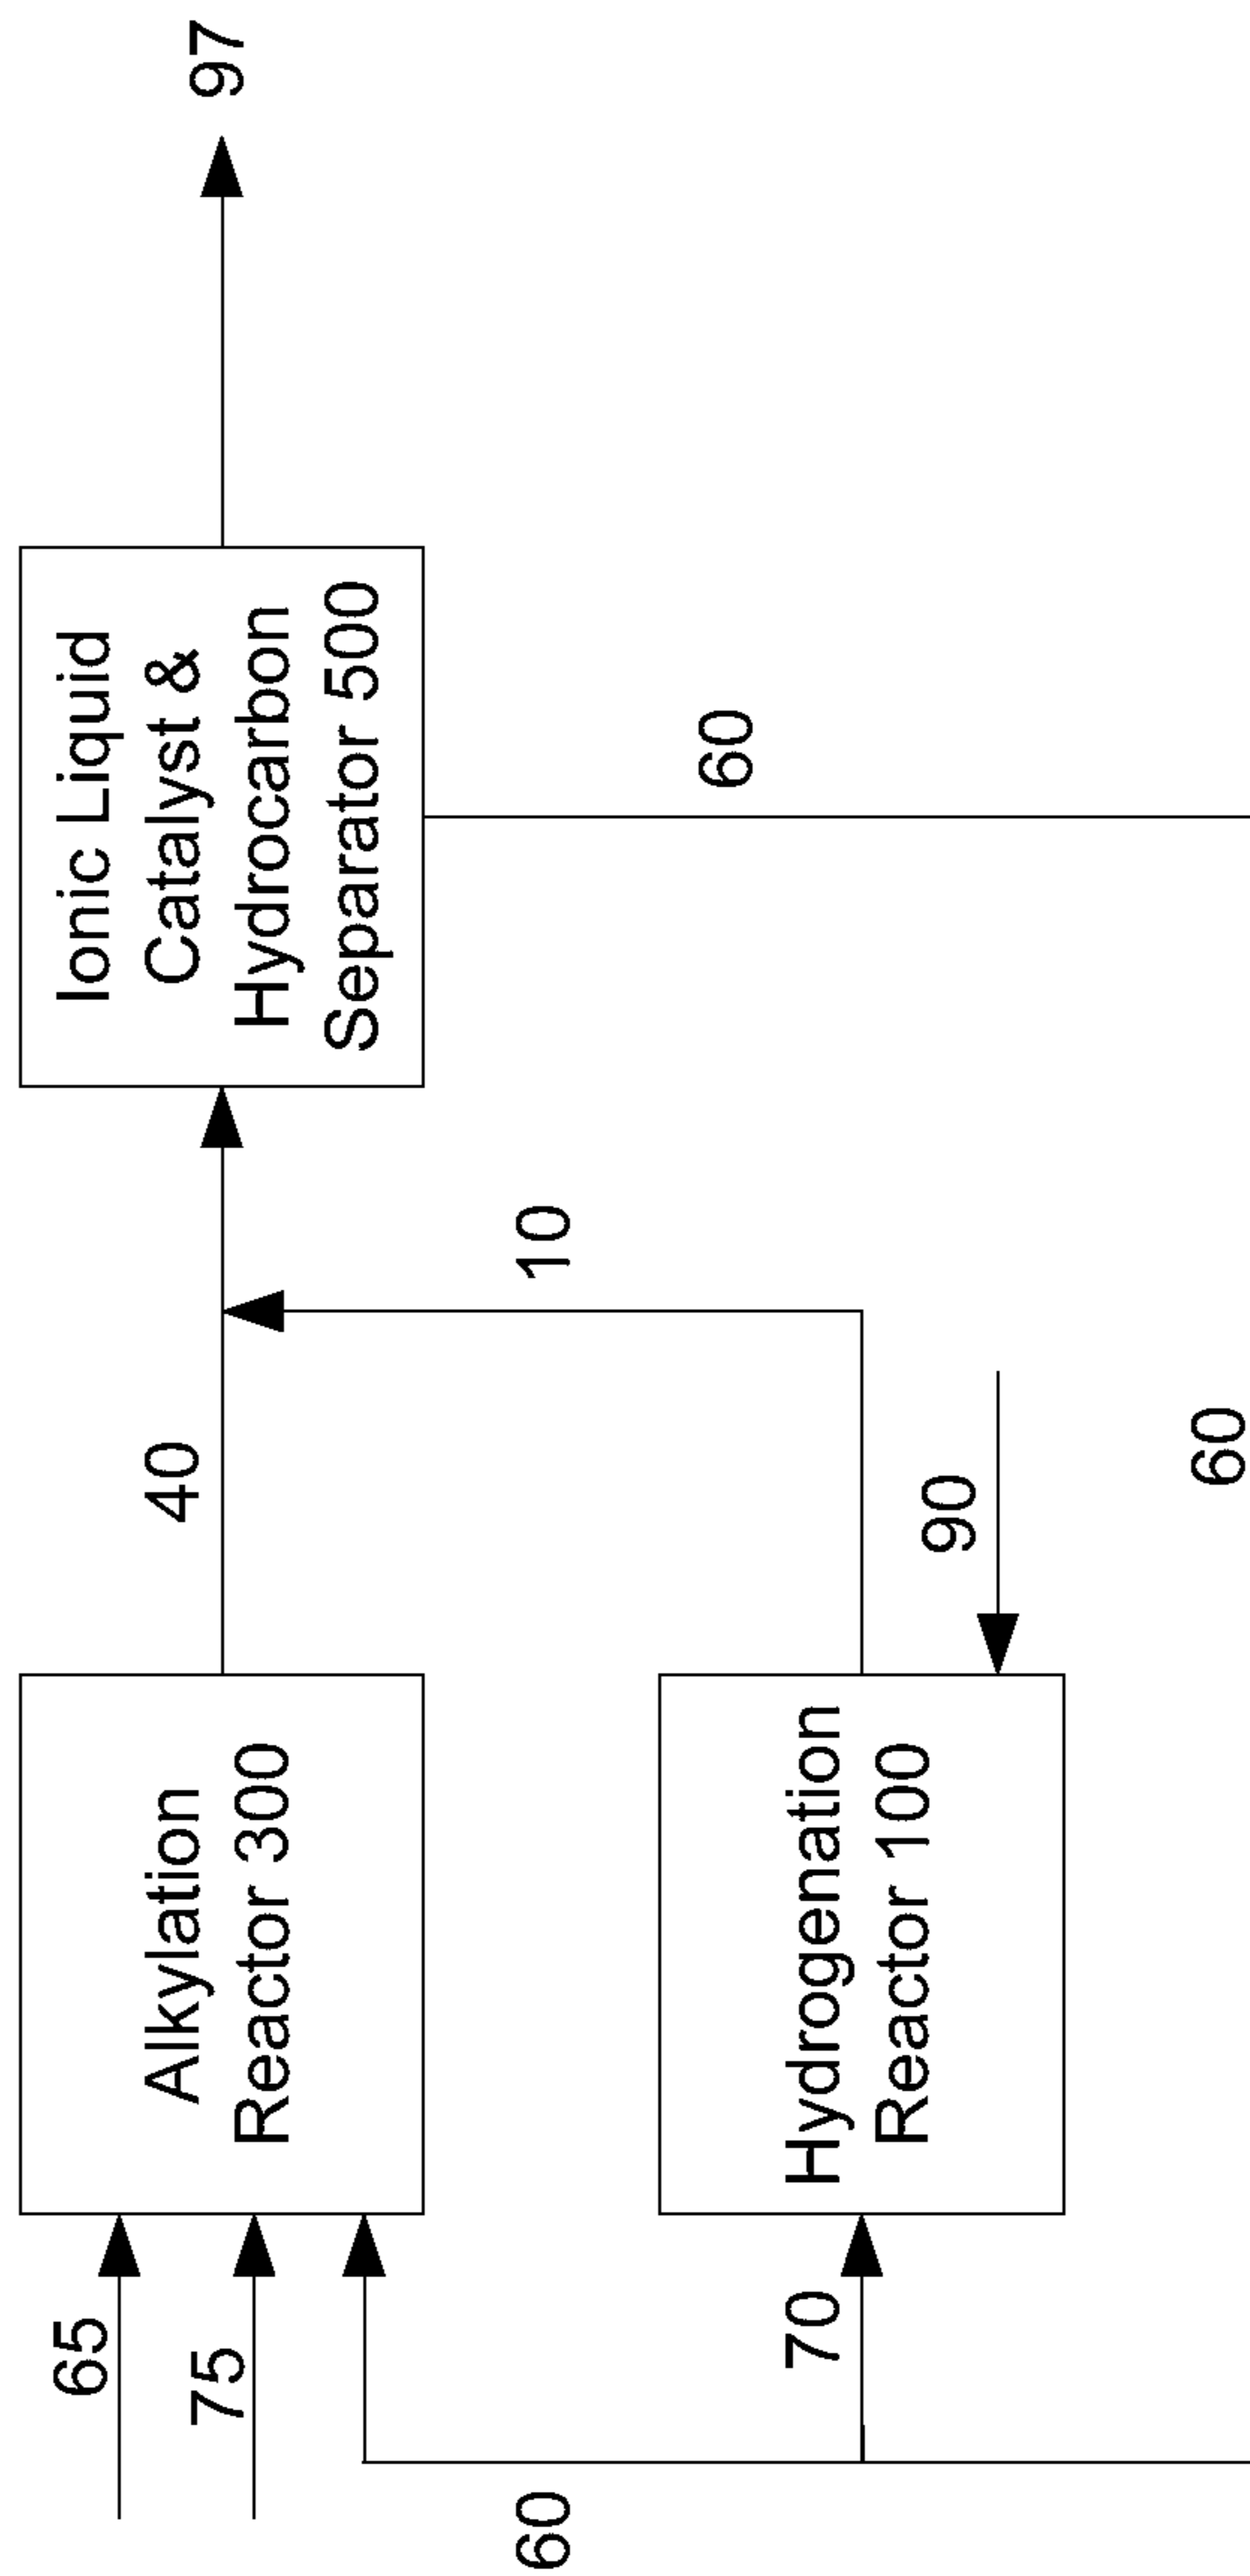 65
75
Alkylation
Reactor 300
40
Ionic Liquid
Catalyst &
Hydrocarbon
Separator 500
97
60
10
60
70
Hydrogenation
Reactor 100
90
60